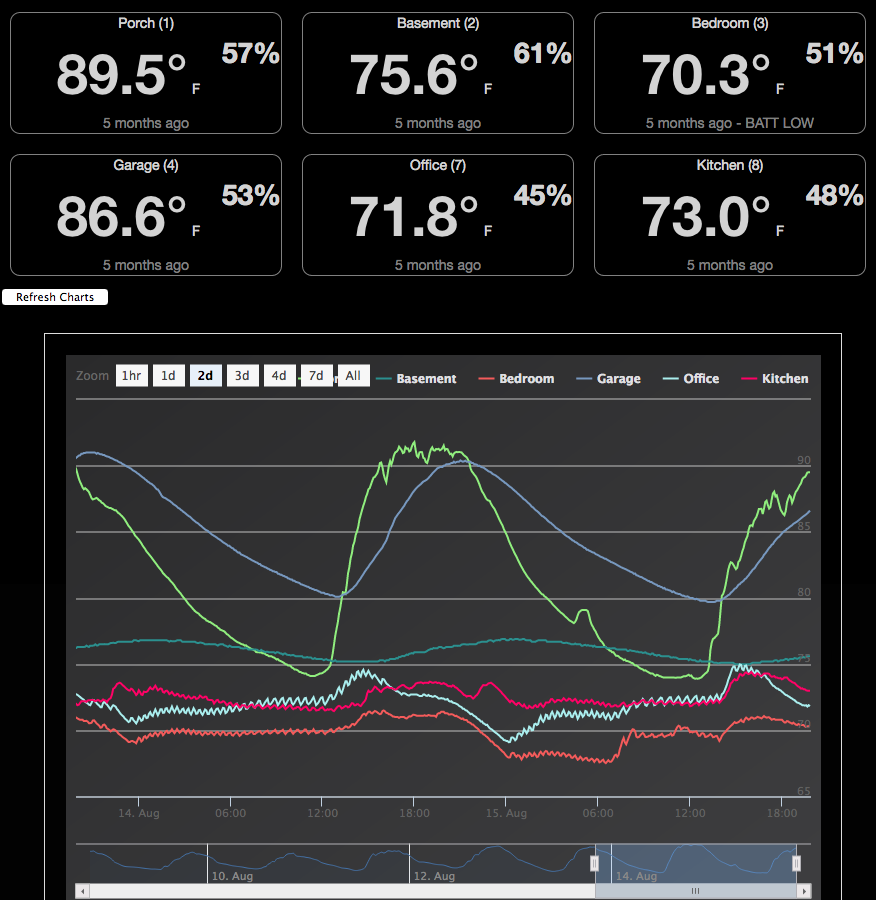 Porch (1)
89.5° F 57%
5 months ago
Basement (2)
75.6° F 61%
5 months ago
Bedroom (3)
70.3° F 51%
5 months ago - BATT LOW
Garage (4)
86.6° F 53%
5 months ago
Office (7)
71.8° F 45%
5 months ago
Kitchen (8)
73.0° F 48%
5 months ago
Refresh Charts
Zoom 1hr 1d 2d 3d 4d 7d All Basement Bedroom Garage Office Kitchen
90
85
80
75
70
65
14. Aug 06:00 12:00 18:00 15. Aug 06:00 12:00 18:00
10. Aug 12. Aug 14. Aug